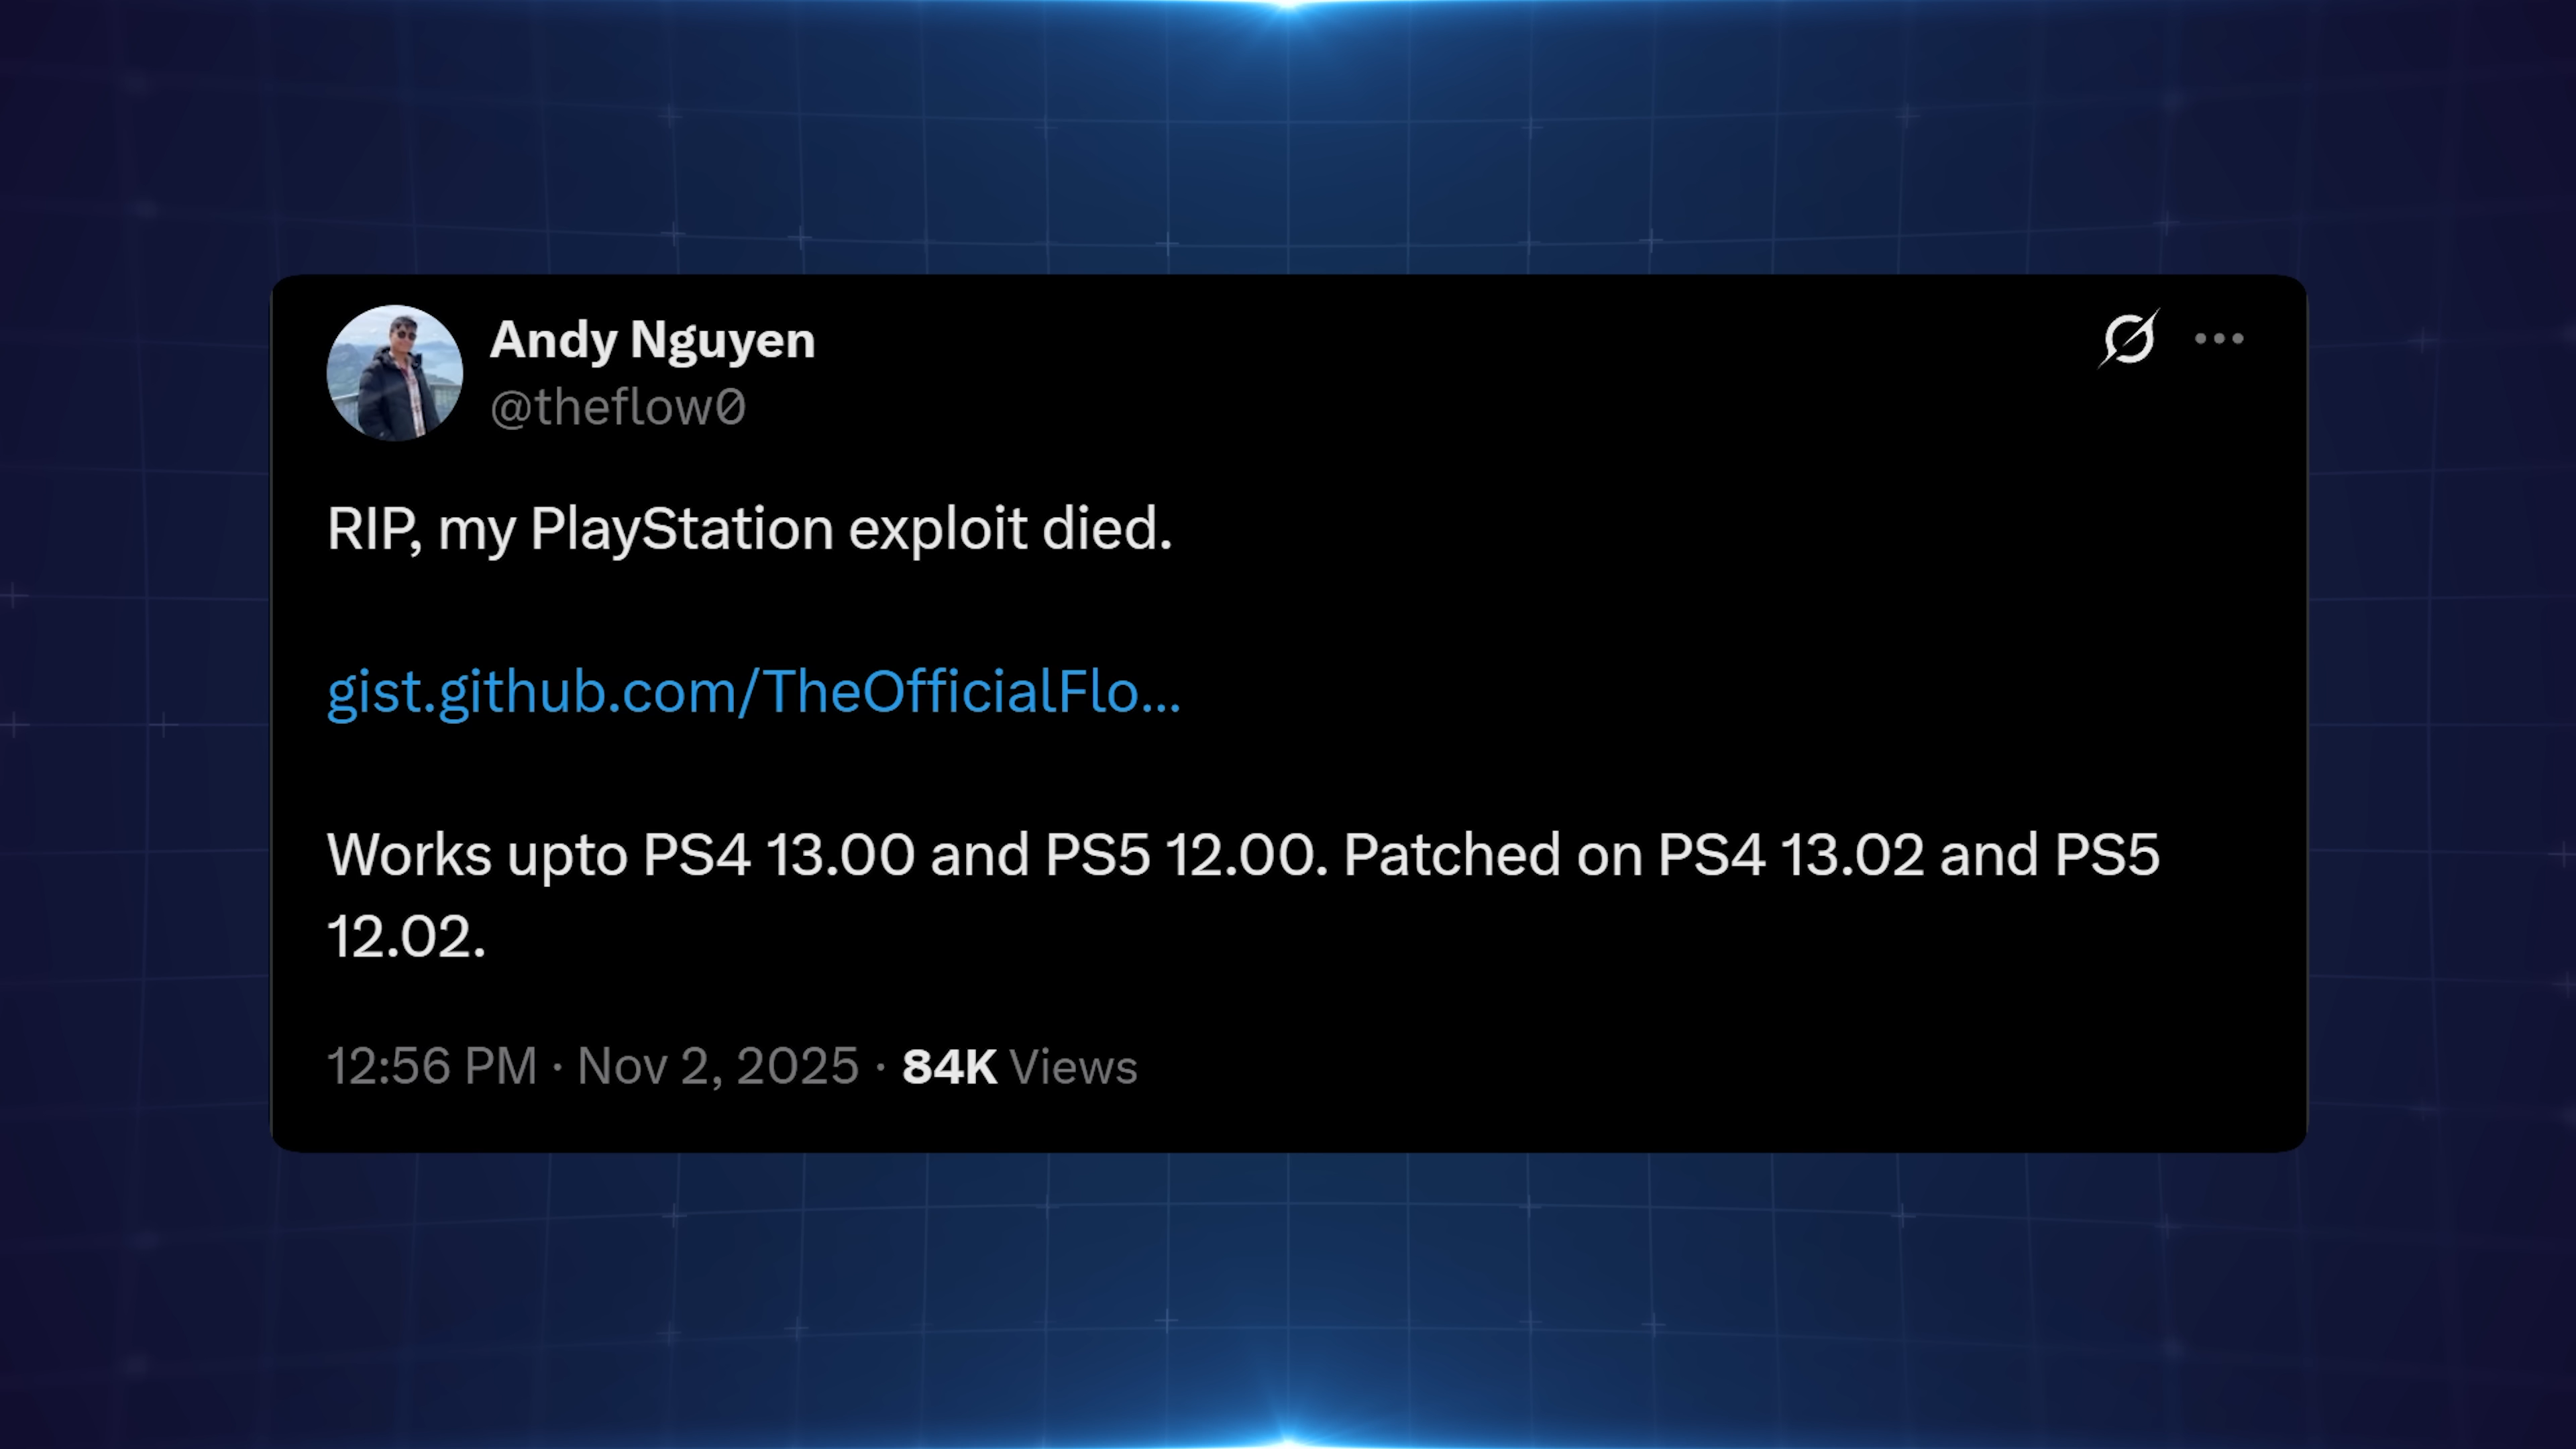 Andy Nguyen
@theflow0
RIP, my PlayStation exploit died.
gist.github.com/TheOfficialFlo...
Works upto PS4 13.00 and PS5 12.00. Patched on PS4 13.02 and PS5
12.02.
12:56 PM · Nov 2, 2025 · 84K Views